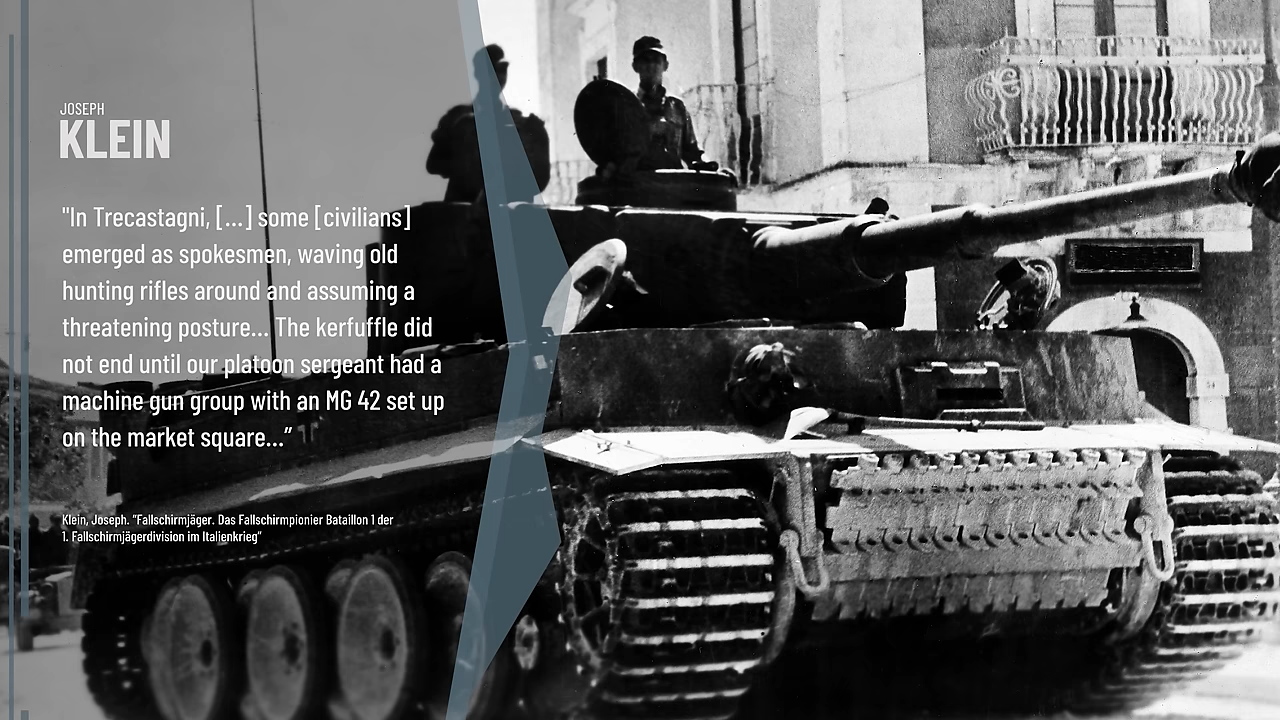 JOSEPH
KLEIN
"In Trecastagni, [...] some [civilians]
emerged as spokesmen, waving old
hunting rifles around and assuming a
threatening posture... The kerfuffle did
not end until our platoon sergeant had a
machine gun group with an MG 42 set up
on the market square...”
Klein, Joseph. "Fallschirmjäger. Das Fallschirmpionier Bataillon 1 der
1. Fallschirmjägerdivision im Italienkrieg"